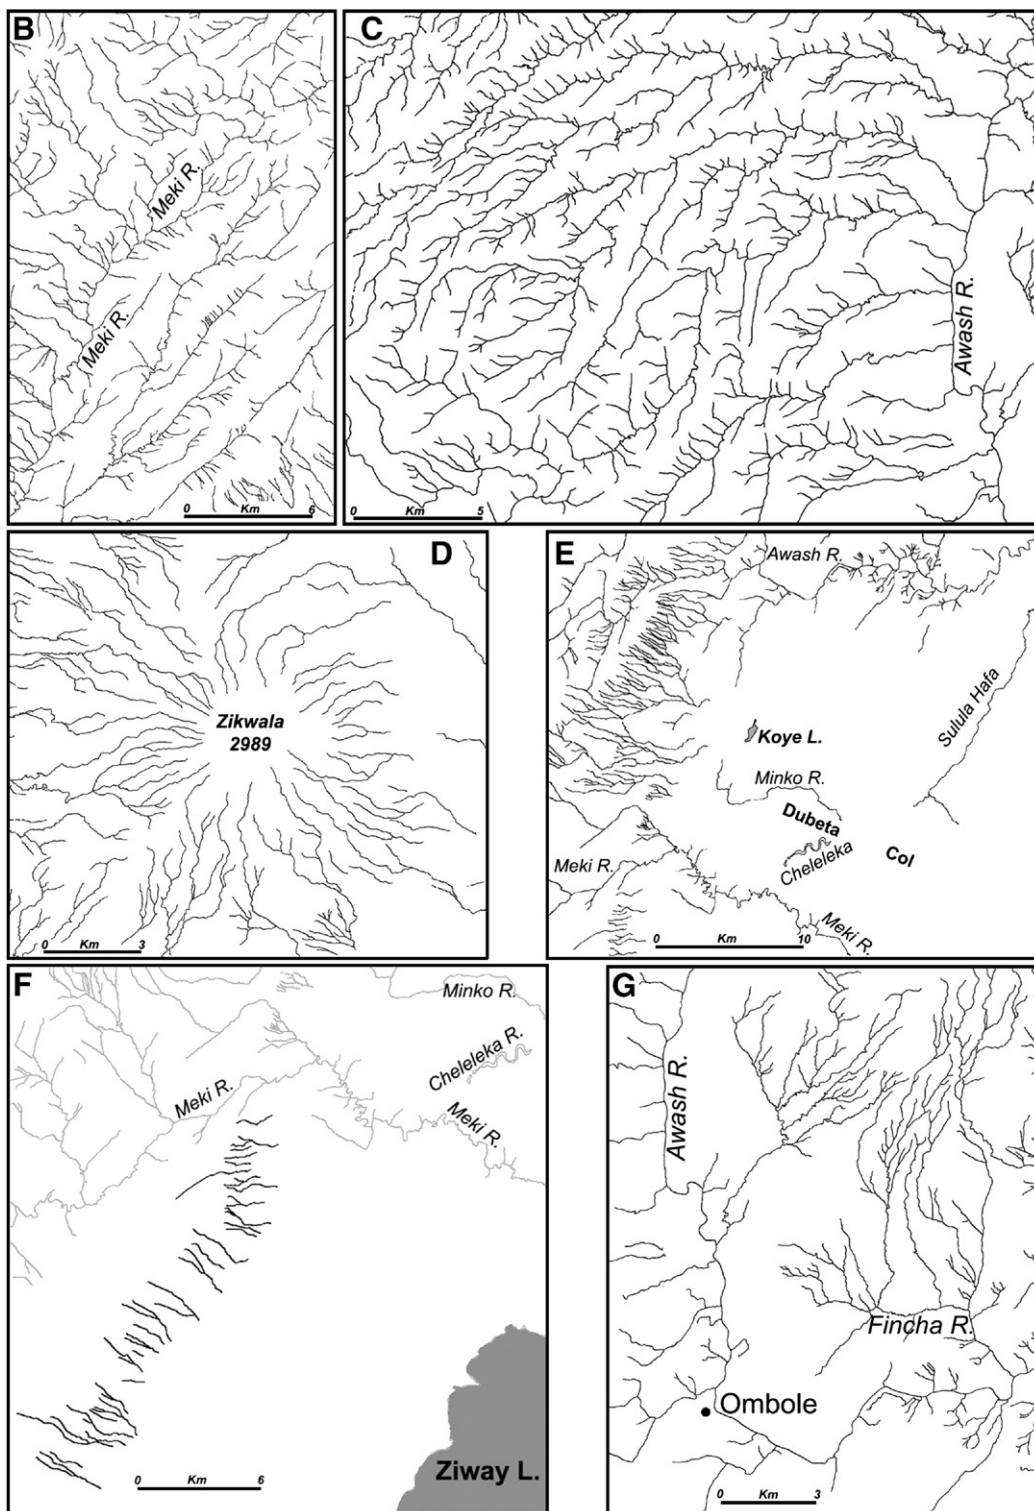 B
Meki R.
Meki R.
0 Km 6
C
Awash R.
0 Km 5
D
Zikwala
2989
0 Km 3
E
Awash R.
Sulula Hafa
Koye L.
Minko R.
Dubeta
Cheleleka
Col
Meki R.
Meki R.
0 Km 10
F
Minko R.
Cheleleka R.
Meki R.
Meki R.
0 Km 6
Ziway L.
G
Awash R.
Fincha R.
Ombole
0 Km 3